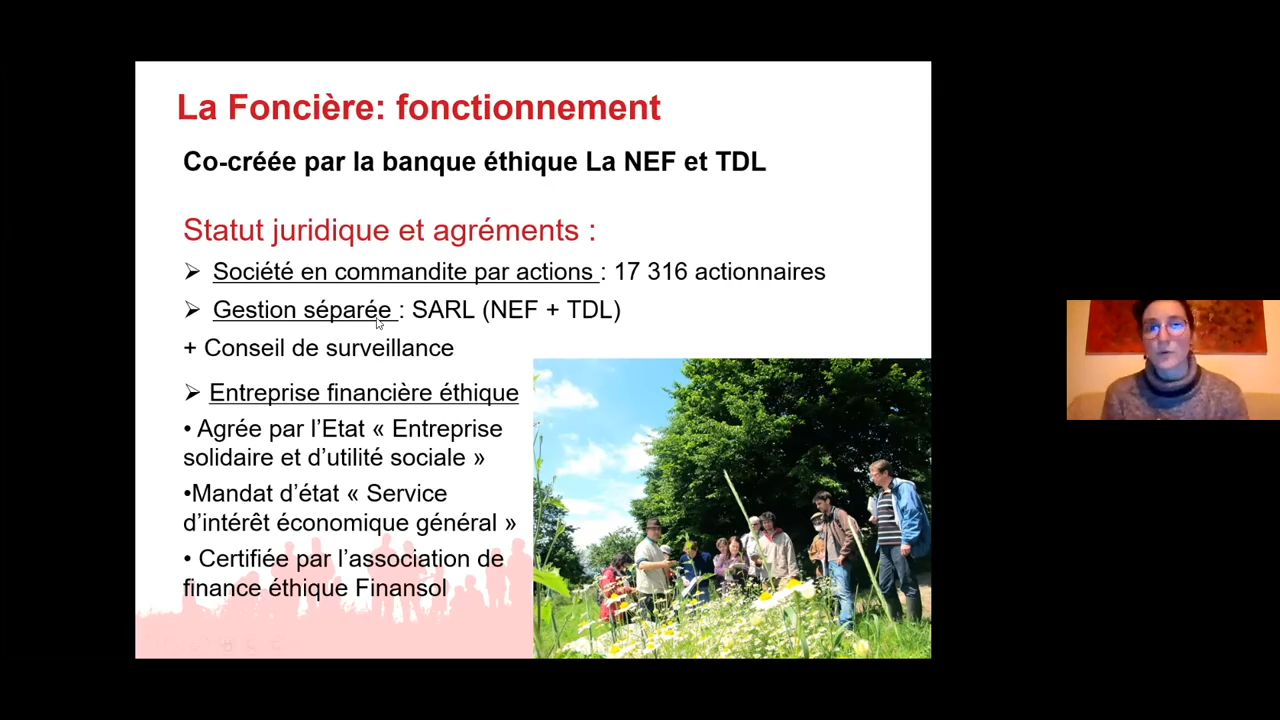 La Foncière: fonctionnement
Co-créée par la banque éthique La NEF et TDL
Statut juridique et agréments :
➢ Société en commandite par actions : 17 316 actionnaires
➢ Gestion séparée : SARL (NEF + TDL)
+ Conseil de surveillance
➢ Entreprise financière éthique
• Agrée par l’Etat « Entreprise
solidaire et d’utilité sociale »
•Mandat d’état « Service
d’intérêt économique général »
• Certifiée par l’association de
finance éthique Finansol